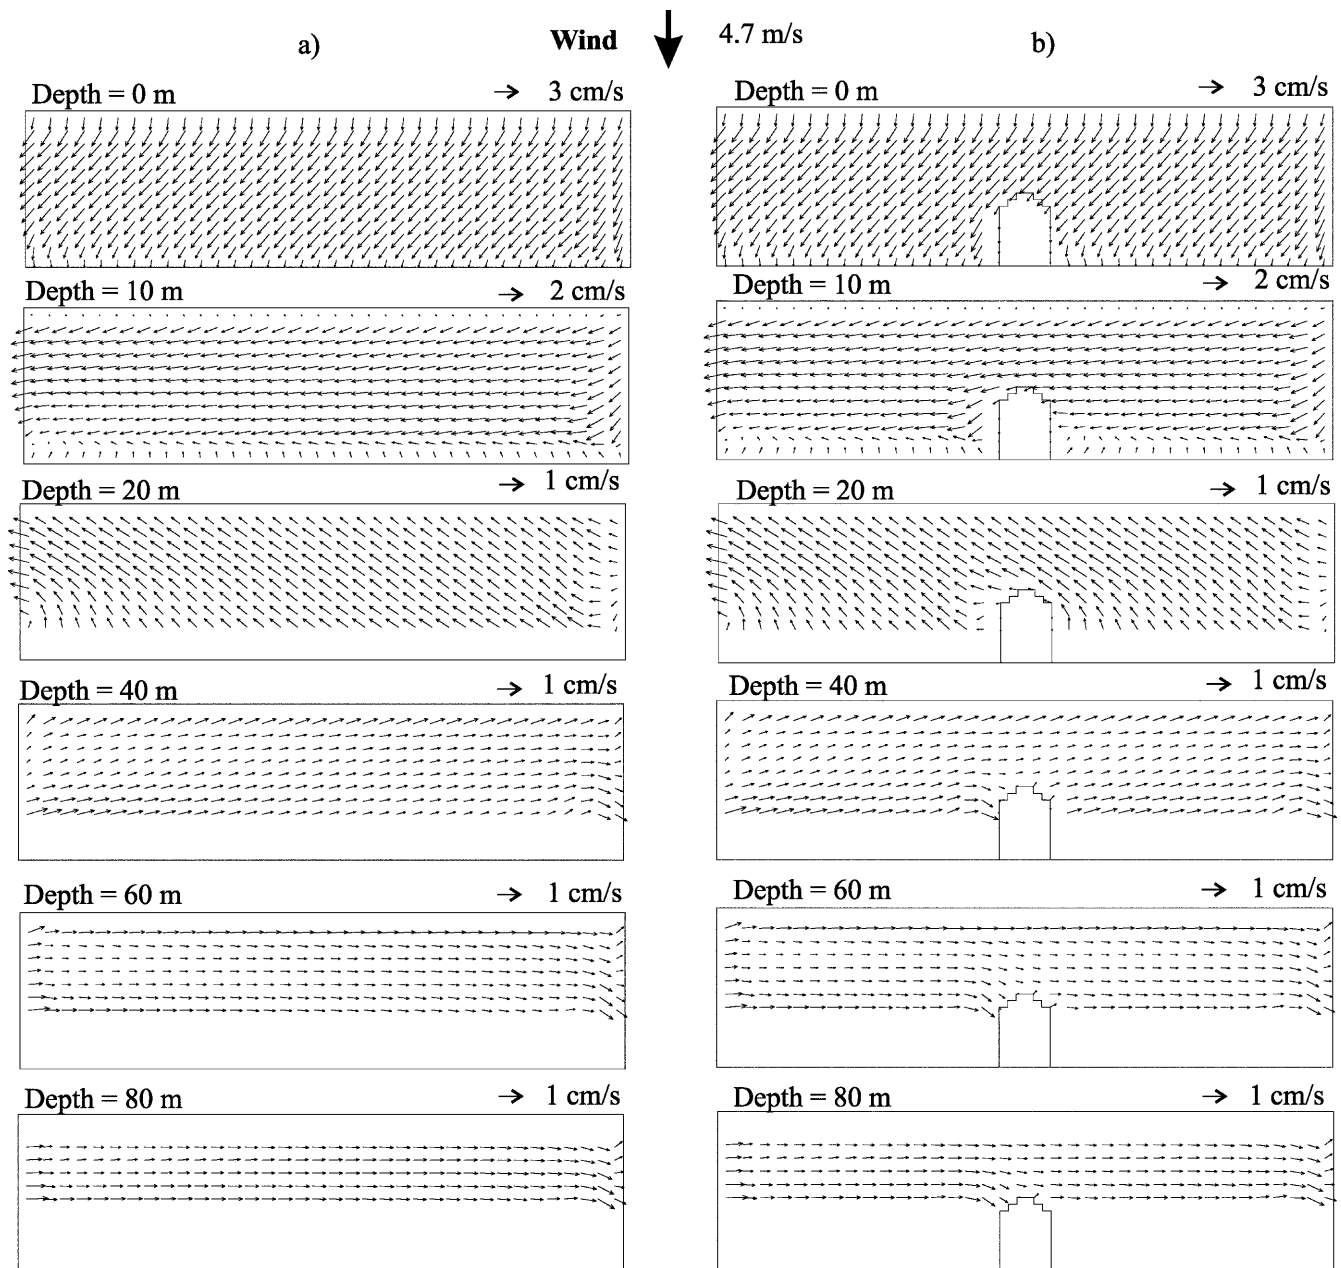 a) Wind 4.7 m/s b)
Depth = 0 m 3 cm/s
Depth = 10 m 2 cm/s
Depth = 20 m 1 cm/s
Depth = 40 m 1 cm/s
Depth = 60 m 1 cm/s
Depth = 80 m 1 cm/s
Depth = 0 m 3 cm/s
Depth = 10 m 2 cm/s
Depth = 20 m 1 cm/s
Depth = 40 m 1 cm/s
Depth = 60 m 1 cm/s
Depth = 80 m 1 cm/s